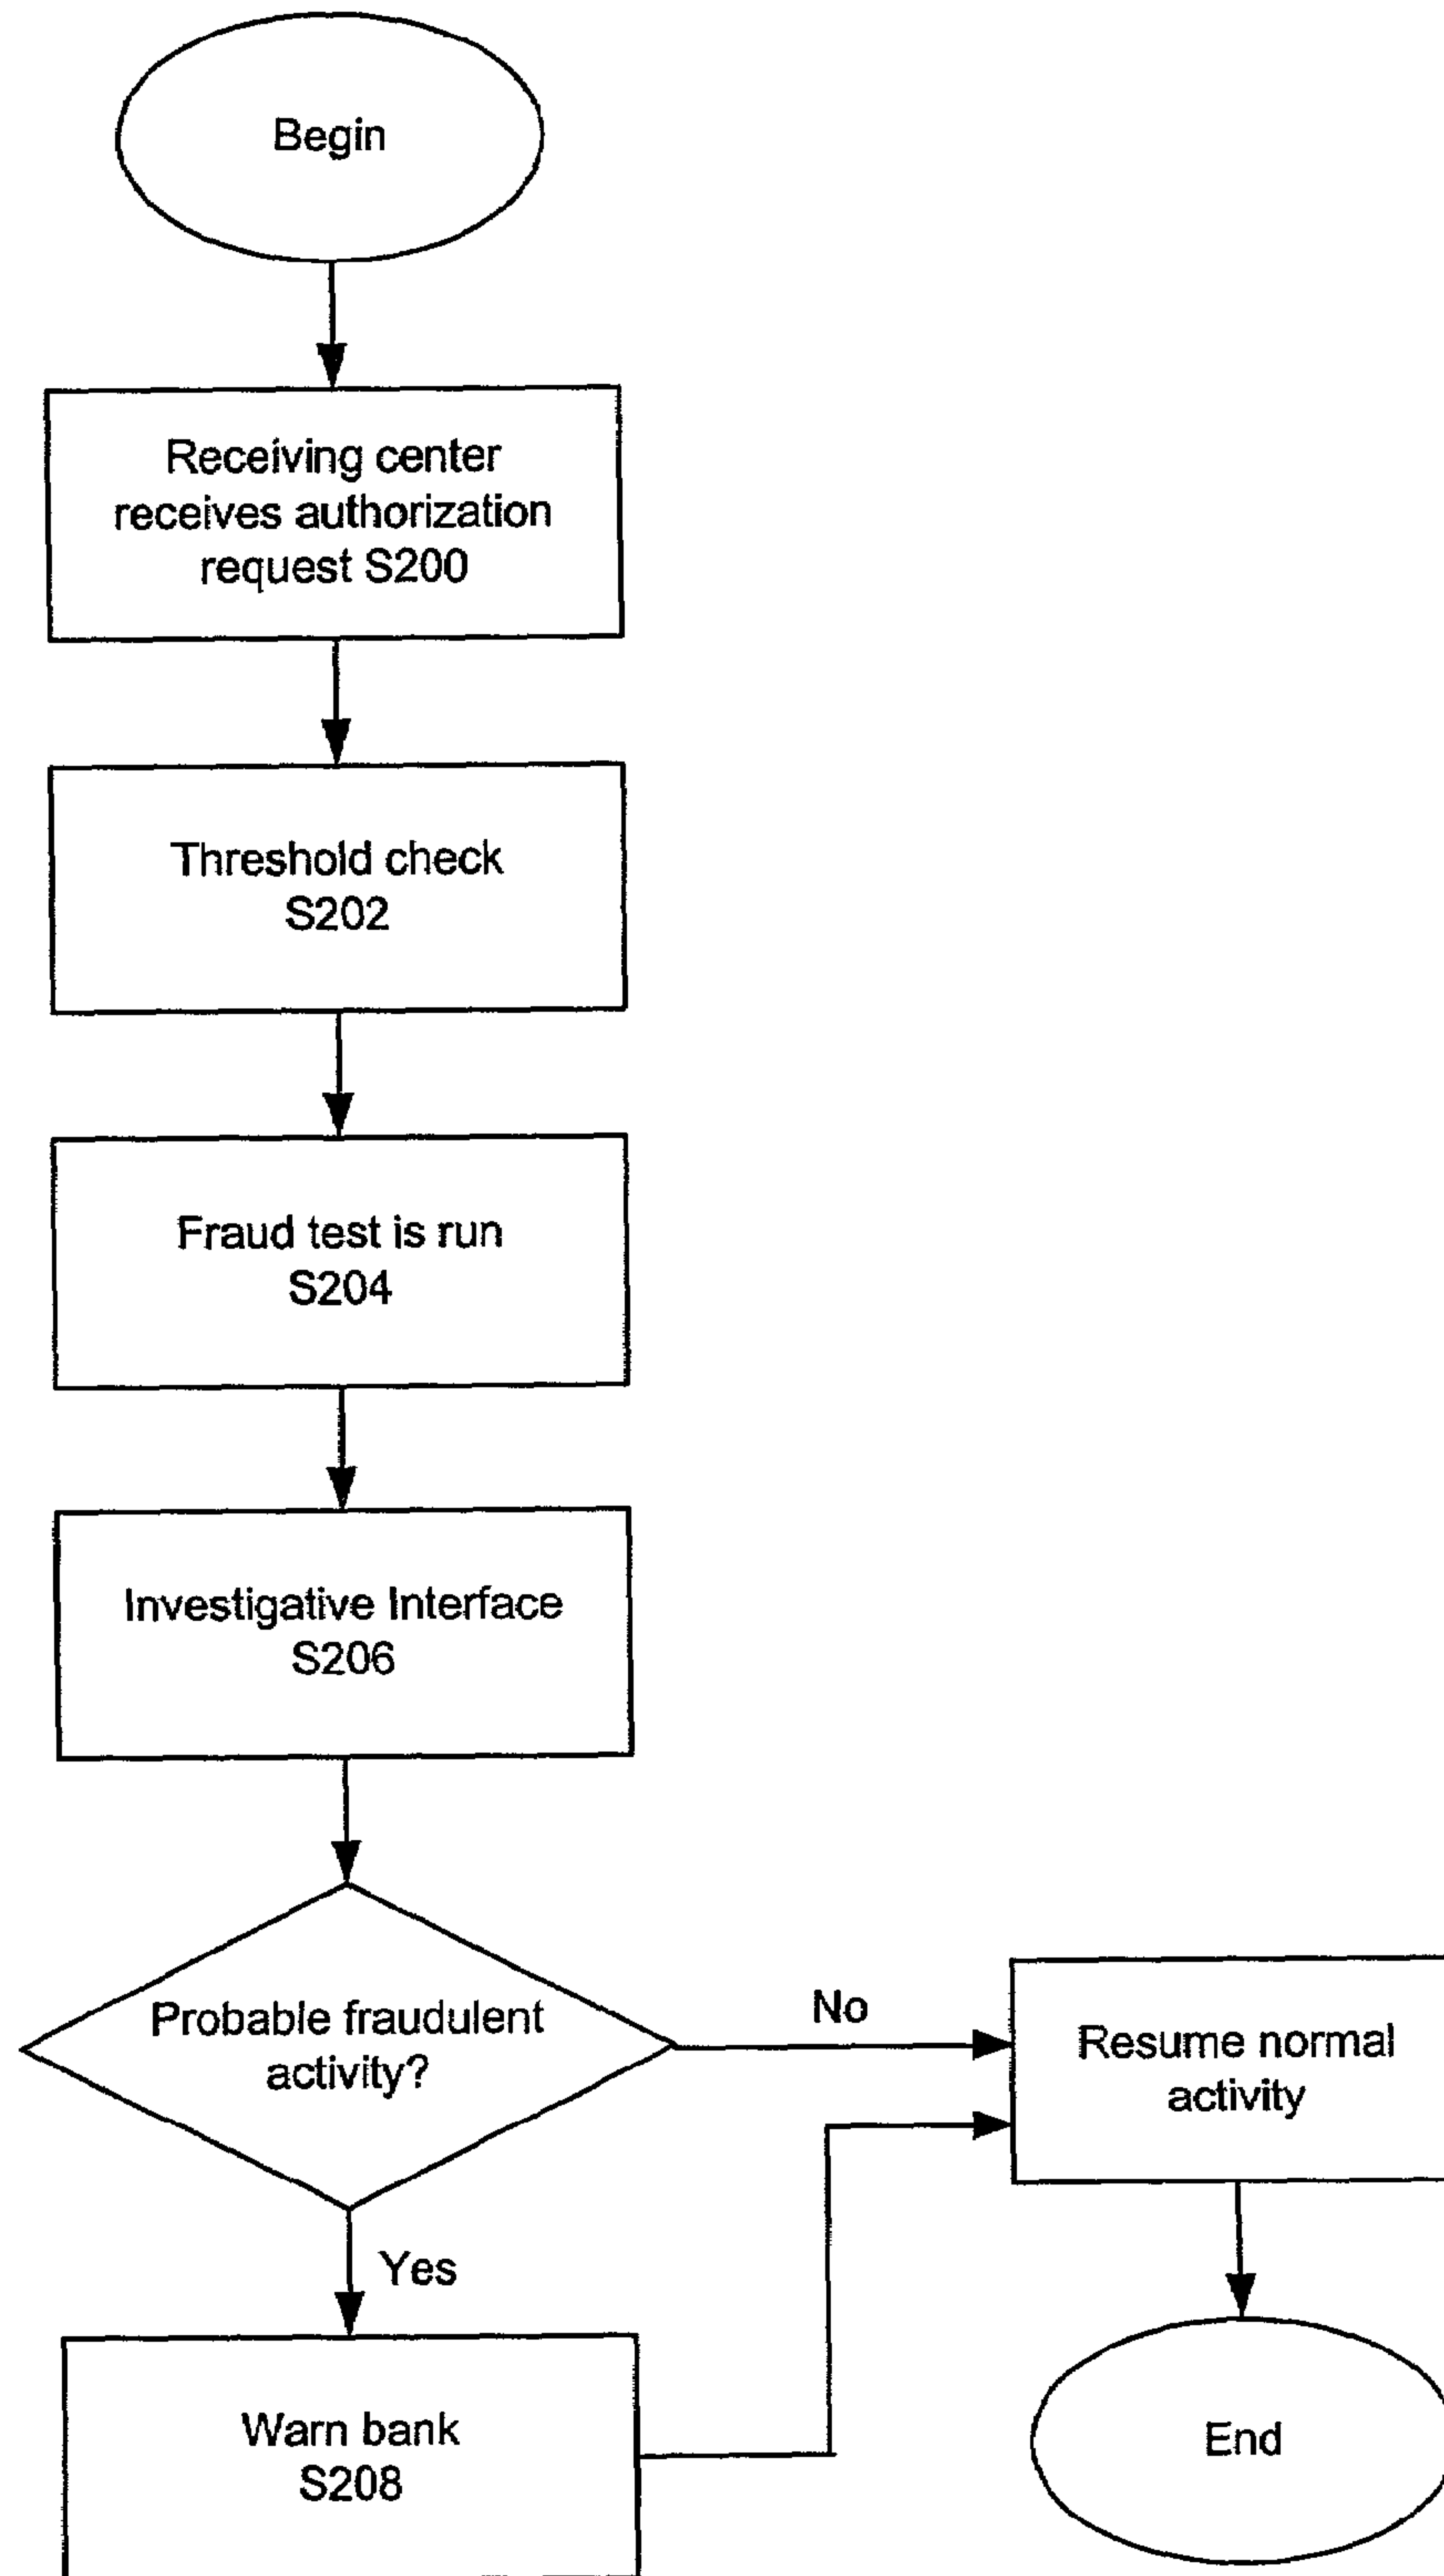 Begin
Receiving center
receives authorization
request S200
Threshold check
S202
Fraud test is run
S204
Investigative Interface
S206
Probable fraudulent
activity?
No
Resume normal
activity
Yes
Warn bank
S208
End